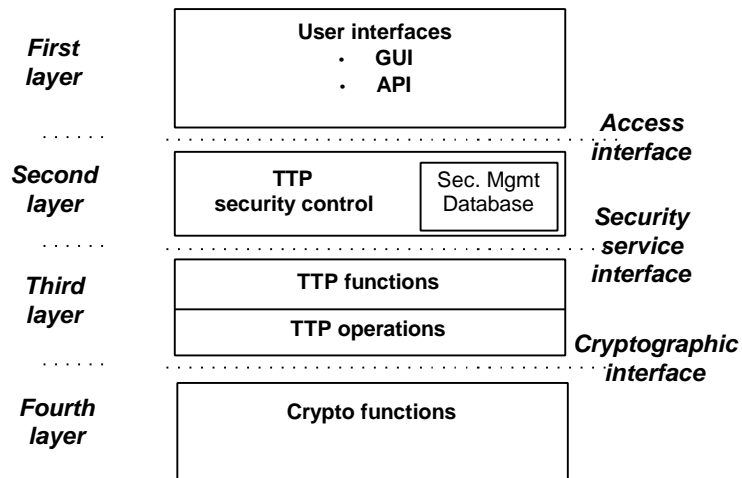 First
layer
User interfaces
· GUI
· API
Access
interface
Second
layer
TTP
security control
Sec. Mgmt
Database
Security
service
interface
Third
layer
TTP functions
TTP operations
Cryptographic
interface
Fourth
layer
Crypto functions